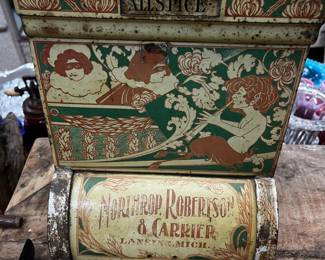 ALLSPICE.
NORTHROP, ROBERTSON
& CARRIER
LANSING, MICH.